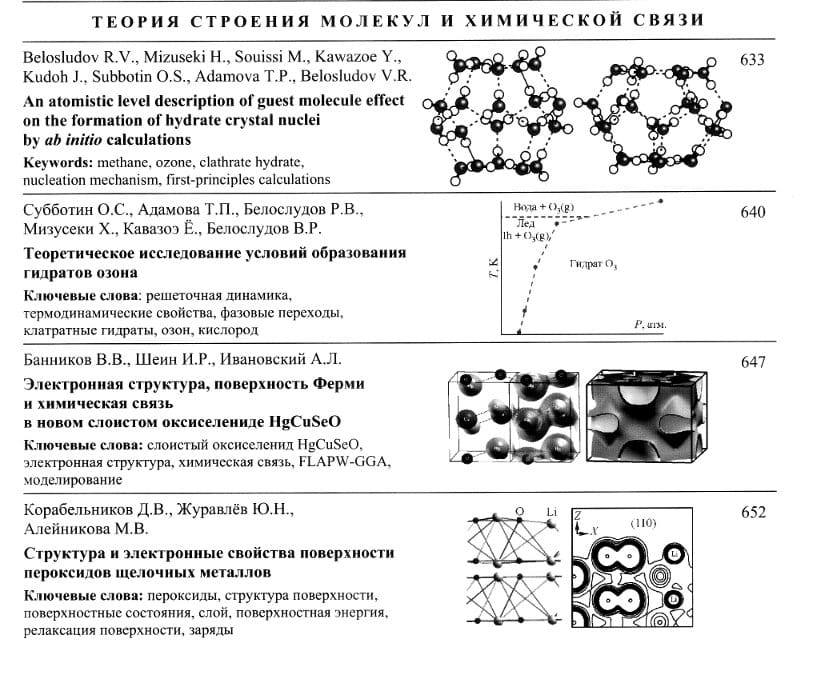 ТЕОРИЯ СТРОЕНИЯ МОЛЕКУЛ И ХИМИЧЕСКОЙ СВЯЗИ
Belosludov R.V., Mizuseki H., Souissi M., Kawazoe Y.,
Kudoh J., Subbotin O.S., Adamova T.P., Belosludov V.R.
633
An atomistic level description of guest molecule effect
on the formation of hydrate crystal nuclei
by ab initio calculations
Keywords: methane, ozone, clathrate hydrate,
nucleation mechanism, first-principles calculations
Субботин О.С., Адамова Т.П., Белослудов Р.В.,
Мизусеки Х., Кавазоэ Ё., Белослудов В.Р.
640
Теоретическое исследование условий образования
гидратов озона
Ключевые слова: решеточная динамика,
термодинамические свойства, фазовые переходы,
клатратные гидраты, озон, кислород
Вода + O3(g)
Лед
Ih + O3(g)
Гидрат O3
T, K
P, атм.
Банников В.В., Шеин И.Р., Ивановский А.Л.
647
Электронная структура, поверхность Ферми
и химическая связь
в новом слоистом оксиселениде HgCuSeO
Ключевые слова: слоистый оксиселенид HgCuSeO,
электронная структура, химическая связь, FLAPW-GGA,
моделирование
Корабельников Д.В., Журавлёв Ю.Н.,
Алейникова М.В.
652
Структура и электронные свойства поверхности
пероксидов щелочных металлов
Ключевые слова: пероксиды, структура поверхности,
поверхностные состояния, слой, поверхностная энергия,
релаксация поверхности, заряды
O Li
Z
X
(110)
Li
Li